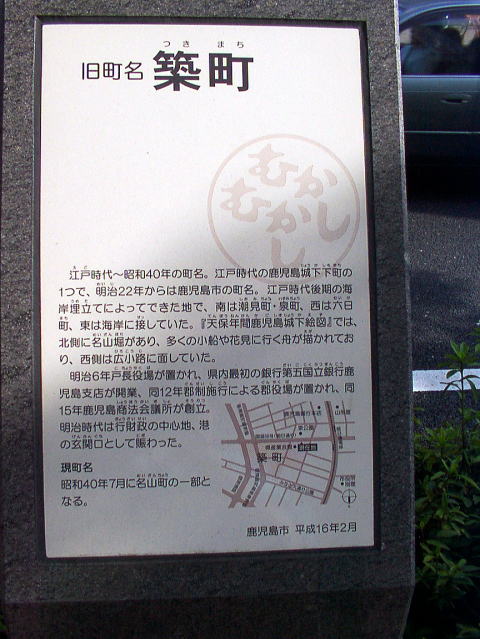 つきまち
旧町名 築町
むかし
むかし
江戸時代〜昭和40年の町名。江戸時代の鹿児島城下下町の
1つで、明治22年からは鹿児島市の町名。江戸時代後期の海
岸埋立てによってできた地で、南は潮見町・泉町、西は六日
町、東は海岸に接していた。『天保年間鹿児島城下絵図』では、
北側に名山堀があり、多くの小船や花見に行く舟が描かれてお
り、西側は広小路に面していた。
明治6年戸長役場が置かれ、県内最初の銀行第五国立銀行鹿
児島支店が開業、同12年郡制施行による郡役場が置かれ、同
15年鹿児島商法会議所が創立。
明治時代は行財政の中心地、港
の玄関口として賑わった。
築町
現町名
昭和40年7月に名山町の一部と
なる。
鹿児島市 平成16年2月